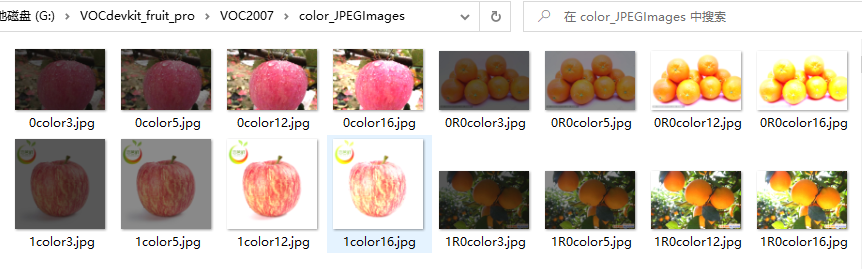 他磁盘 (G:) › VOCdevkit_fruit_pro › VOC2007 › color_JPEGImages
在 color_JPEGImages 中搜索
0color3.jpg 0color5.jpg 0color12.jpg 0color16.jpg 0R0color3.jpg 0R0color5.jpg 0R0color12.jpg 0R0color16.jpg
1color3.jpg 1color5.jpg 1color12.jpg 1color16.jpg 1R0color3.jpg 1R0color5.jpg 1R0color12.jpg 1R0color16.jpg